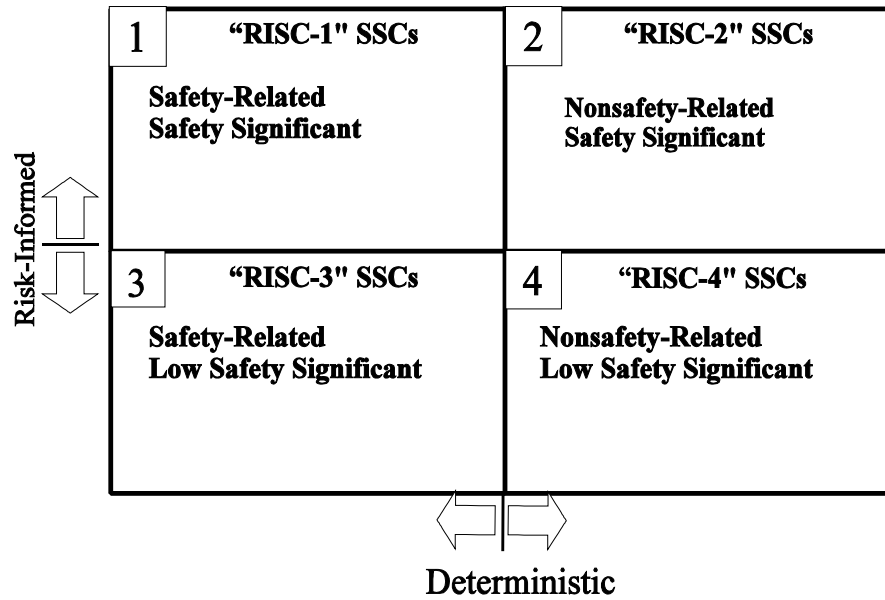 1
“RISC-1" SSCs
Safety-Related
Safety Significant
2
“RISC-2" SSCs
Nonsafety-Related
Safety Significant
Risk-Informed
3
“RISC-3" SSCs
Safety-Related
Low Safety Significant
4
“RISC-4" SSCs
Nonsafety-Related
Low Safety Significant
Deterministic